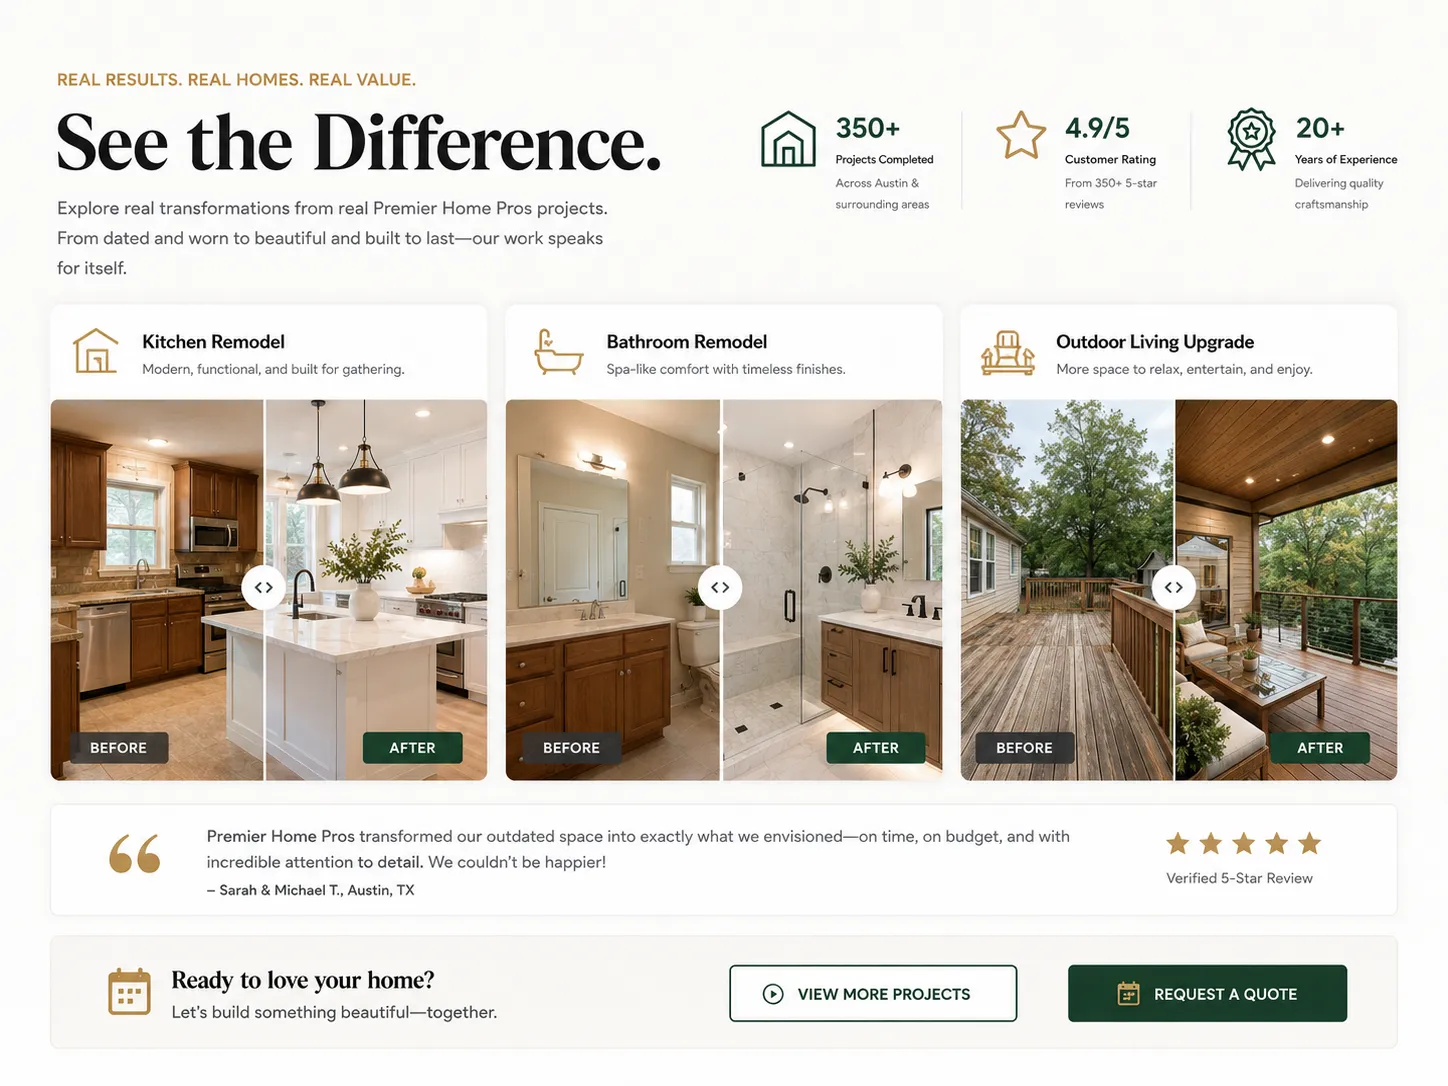 REAL RESULTS. REAL HOMES. REAL VALUE.
See the Difference.
Explore real transformations from real Premier Home Pros projects.
From dated and worn to beautiful and built to last—our work speaks
for itself.
350+
Projects Completed
Across Austin &
surrounding areas
4.9/5
Customer Rating
From 350+ 5-star
reviews
20+
Years of Experience
Delivering quality
craftsmanship
Kitchen Remodel
Modern, functional, and built for gathering.
BEFORE
AFTER
Bathroom Remodel
Spa-like comfort with timeless finishes.
BEFORE
AFTER
Outdoor Living Upgrade
More space to relax, entertain, and enjoy.
BEFORE
AFTER
Premier Home Pros transformed our outdated space into exactly what we envisioned—on time, on budget, and with
incredible attention to detail. We couldn't be happier!
– Sarah & Michael T., Austin, TX
Verified 5-Star Review
Ready to love your home?
Let's build something beautiful—together.
VIEW MORE PROJECTS
REQUEST A QUOTE